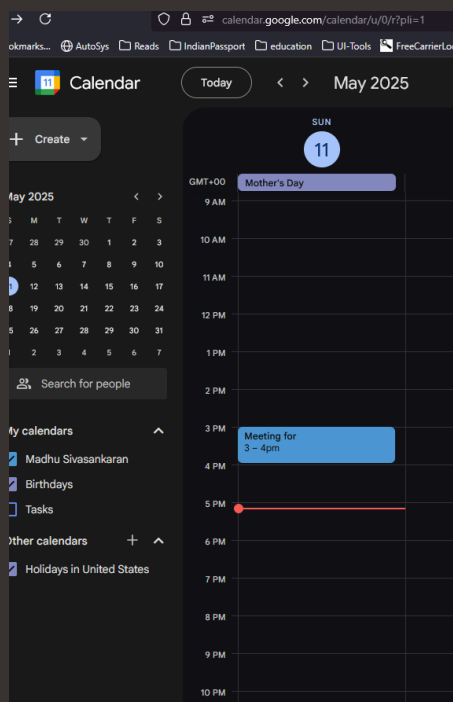 calendar.google.com/calendar/u/0/r?pli=1
okmarks... AutoSys Reads IndianPassport education UI-Tools FreeCarrierLoo
11 Calendar Today May 2025
SUN
11
Create
GMT+00 Mother's Day
May 2025
S M T W T F S
27 28 29 30 1 2 3
4 5 6 7 8 9 10
11 12 13 14 15 16 17
18 19 20 21 22 23 24
25 26 27 28 29 30 31
1 2 3 4 5 6 7
Search for people
My calendars
Madhu Sivasankaran
Birthdays
Tasks
Other calendars
Holidays in United States
9 AM
10 AM
11 AM
12 PM
1 PM
2 PM
3 PM
Meeting for
3 – 4pm
4 PM
5 PM
6 PM
7 PM
8 PM
9 PM
10 PM